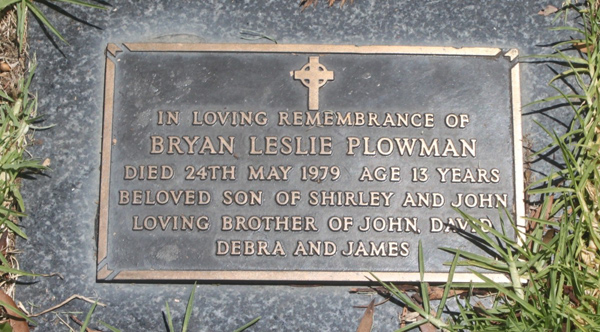 IN LOVING REMEMBRANCE OF
BRYAN LESLIE PLOWMAN
DIED 24TH MAY 1979 AGE 13 YEARS
BELOVED SON OF SHIRLEY AND JOHN
LOVING BROTHER OF JOHN, DAVID,
DEBRA AND JAMES